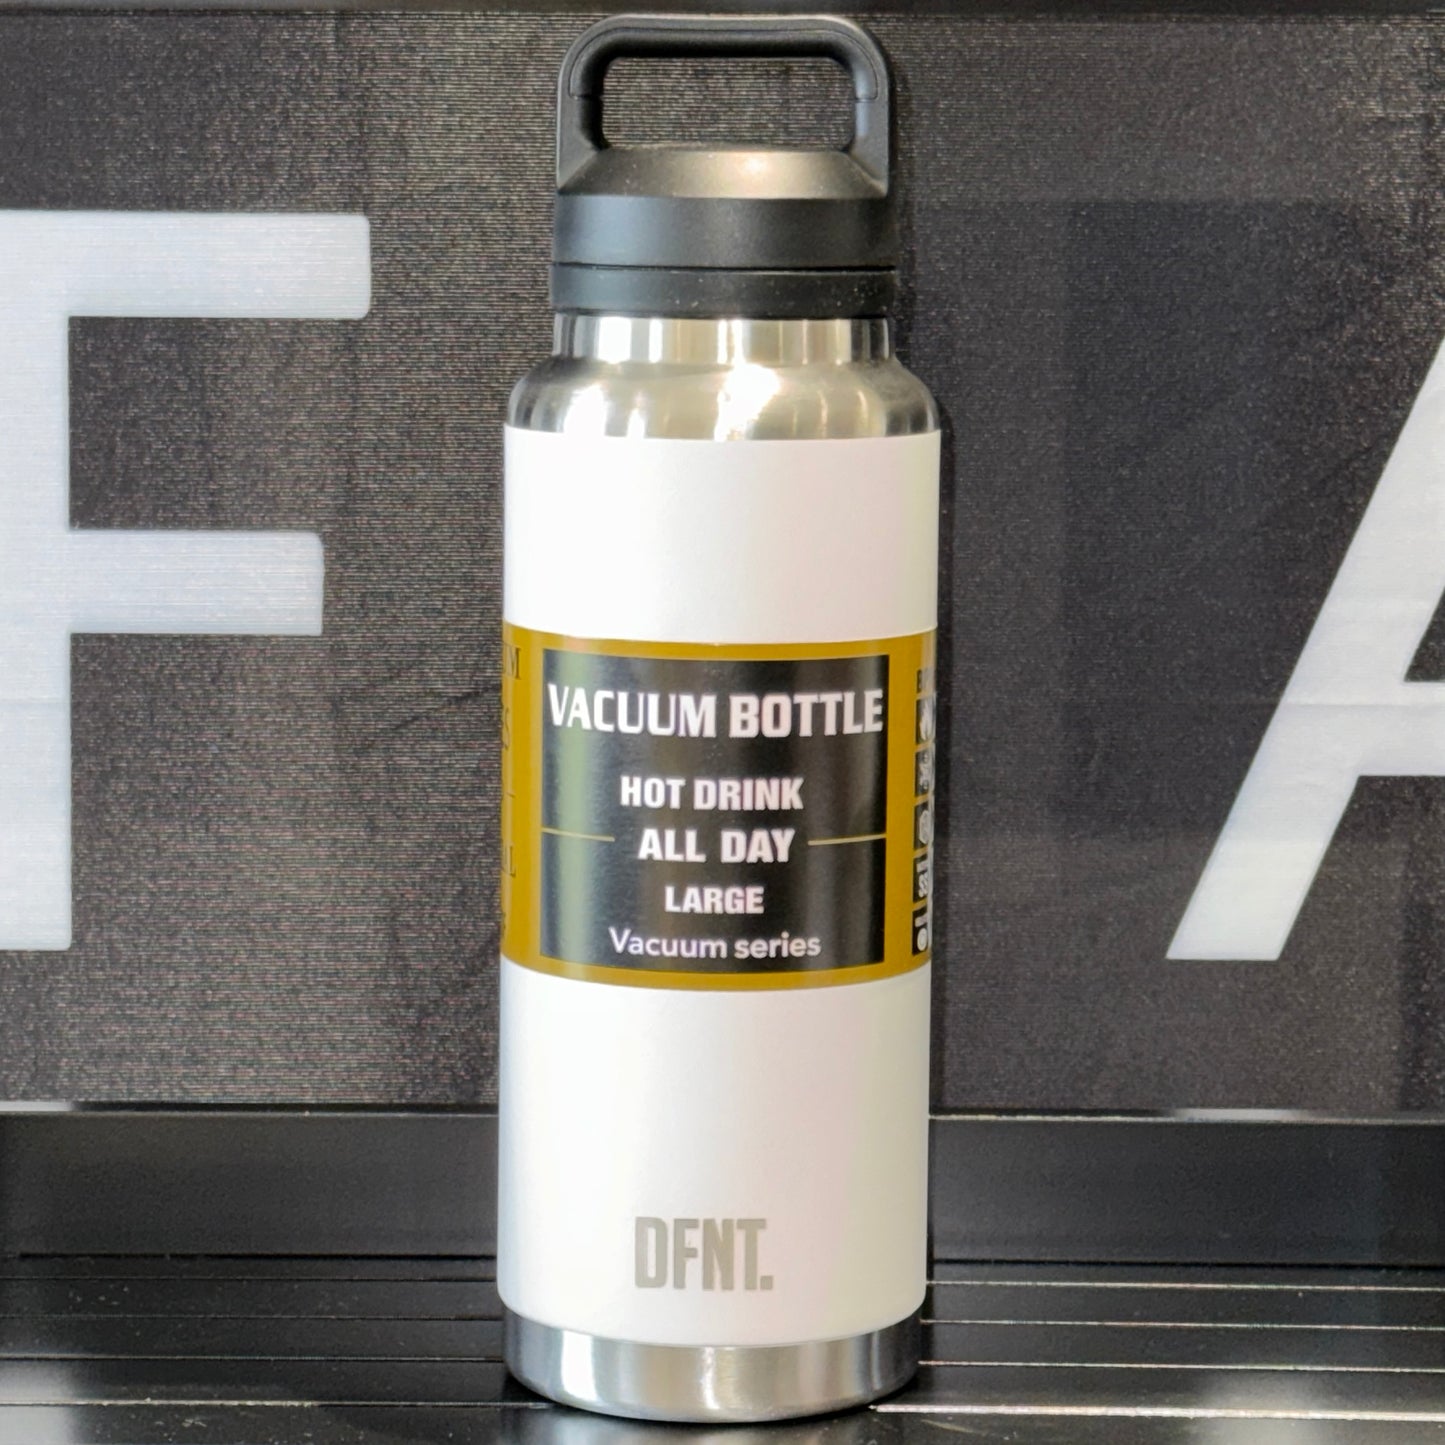 F
A
VACUUM BOTTLE
HOT DRINK
ALL DAY
LARGE
Vacuum series
DFNT.